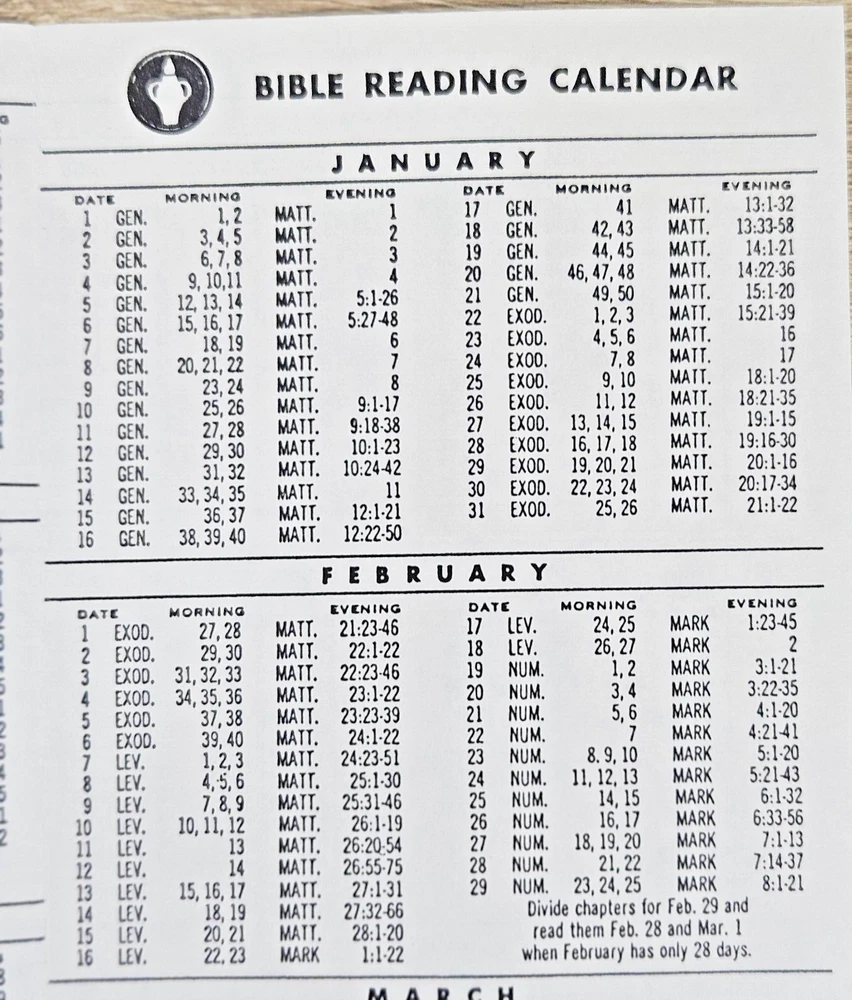 BIBLE READING CALENDAR
JANUARY
DATE MORNING EVENING
1 GEN. 1, 2 MATT. 1
2 GEN. 3, 4, 5 MATT. 2
3 GEN. 6, 7, 8 MATT. 3
4 GEN. 9, 10,11 MATT. 4
5 GEN. 12, 13, 14 MATT. 5:1-26
6 GEN. 15, 16, 17 MATT. 5:27-48
7 GEN. 18, 19 MATT. 6
8 GEN. 20, 21, 22 MATT. 7
9 GEN. 23, 24 MATT. 8
10 GEN. 25, 26 MATT. 9:1-17
11 GEN. 27, 28 MATT. 9:18-38
12 GEN. 29, 30 MATT. 10:1-23
13 GEN. 31, 32 MATT. 10:24-42
14 GEN. 33, 34, 35 MATT. 11
15 GEN. 36, 37 MATT. 12:1-21
16 GEN. 38, 39, 40 MATT. 12:22-50
DATE MORNING EVENING
17 GEN. 41 MATT. 13:1-32
18 GEN. 42, 43 MATT. 13:33-58
19 GEN. 44, 45 MATT. 14:1-21
20 GEN. 46, 47, 48 MATT. 14:22-36
21 GEN. 49, 50 MATT. 15:1-20
22 EXOD. 1, 2, 3 MATT. 15:21-39
23 EXOD. 4, 5, 6 MATT. 16
24 EXOD. 7, 8 MATT. 17
25 EXOD. 9, 10 MATT. 18:1-20
26 EXOD. 11, 12 MATT. 18:21-35
27 EXOD. 13, 14, 15 MATT. 19:1-15
28 EXOD. 16, 17, 18 MATT. 19:16-30
29 EXOD. 19, 20, 21 MATT. 20:1-16
30 EXOD. 22, 23, 24 MATT. 20:17-34
31 EXOD. 25, 26 MATT. 21:1-22
FEBRUARY
DATE MORNING EVENING
1 EXOD. 27, 28 MATT. 21:23-46
2 EXOD. 29, 30 MATT. 22:1-22
3 EXOD. 31, 32, 33 MATT. 22:23-46
4 EXOD. 34, 35, 36 MATT. 23:1-22
5 EXOD. 37, 38 MATT. 23:23-39
6 EXOD. 39, 40 MATT. 24:1-22
7 LEV. 1, 2, 3 MATT. 24:23-51
8 LEV. 4, 5, 6 MATT. 25:1-30
9 LEV. 7, 8, 9 MATT. 25:31-46
10 LEV. 10, 11, 12 MATT. 26:1-19
11 LEV. 13 MATT. 26:20-54
12 LEV. 14 MATT. 26:55-75
13 LEV. 15, 16, 17 MATT. 27:1-31
14 LEV. 18, 19 MATT. 27:32-66
15 LEV. 20, 21 MATT. 28:1-20
16 LEV. 22, 23 MARK 1:1-22
DATE MORNING EVENING
17 LEV. 24, 25 MARK 1:23-45
18 LEV. 26, 27 MARK 2
19 NUM. 1, 2 MARK 3:1-21
20 NUM. 3, 4 MARK 3:22-35
21 NUM. 5, 6 MARK 4:1-20
22 NUM. 7 MARK 4:21-41
23 NUM. 8. 9, 10 MARK 5:1-20
24 NUM. 11, 12, 13 MARK 5:21-43
25 NUM. 14, 15 MARK 6:1-32
26 NUM. 16, 17 MARK 6:33-56
27 NUM. 18, 19, 20 MARK 7:1-13
28 NUM. 21, 22 MARK 7:14-37
29 NUM. 23, 24, 25 MARK 8:1-21
Divide chapters for Feb. 29 and
read them Feb. 28 and Mar. 1
when February has only 28 days.
MARCH